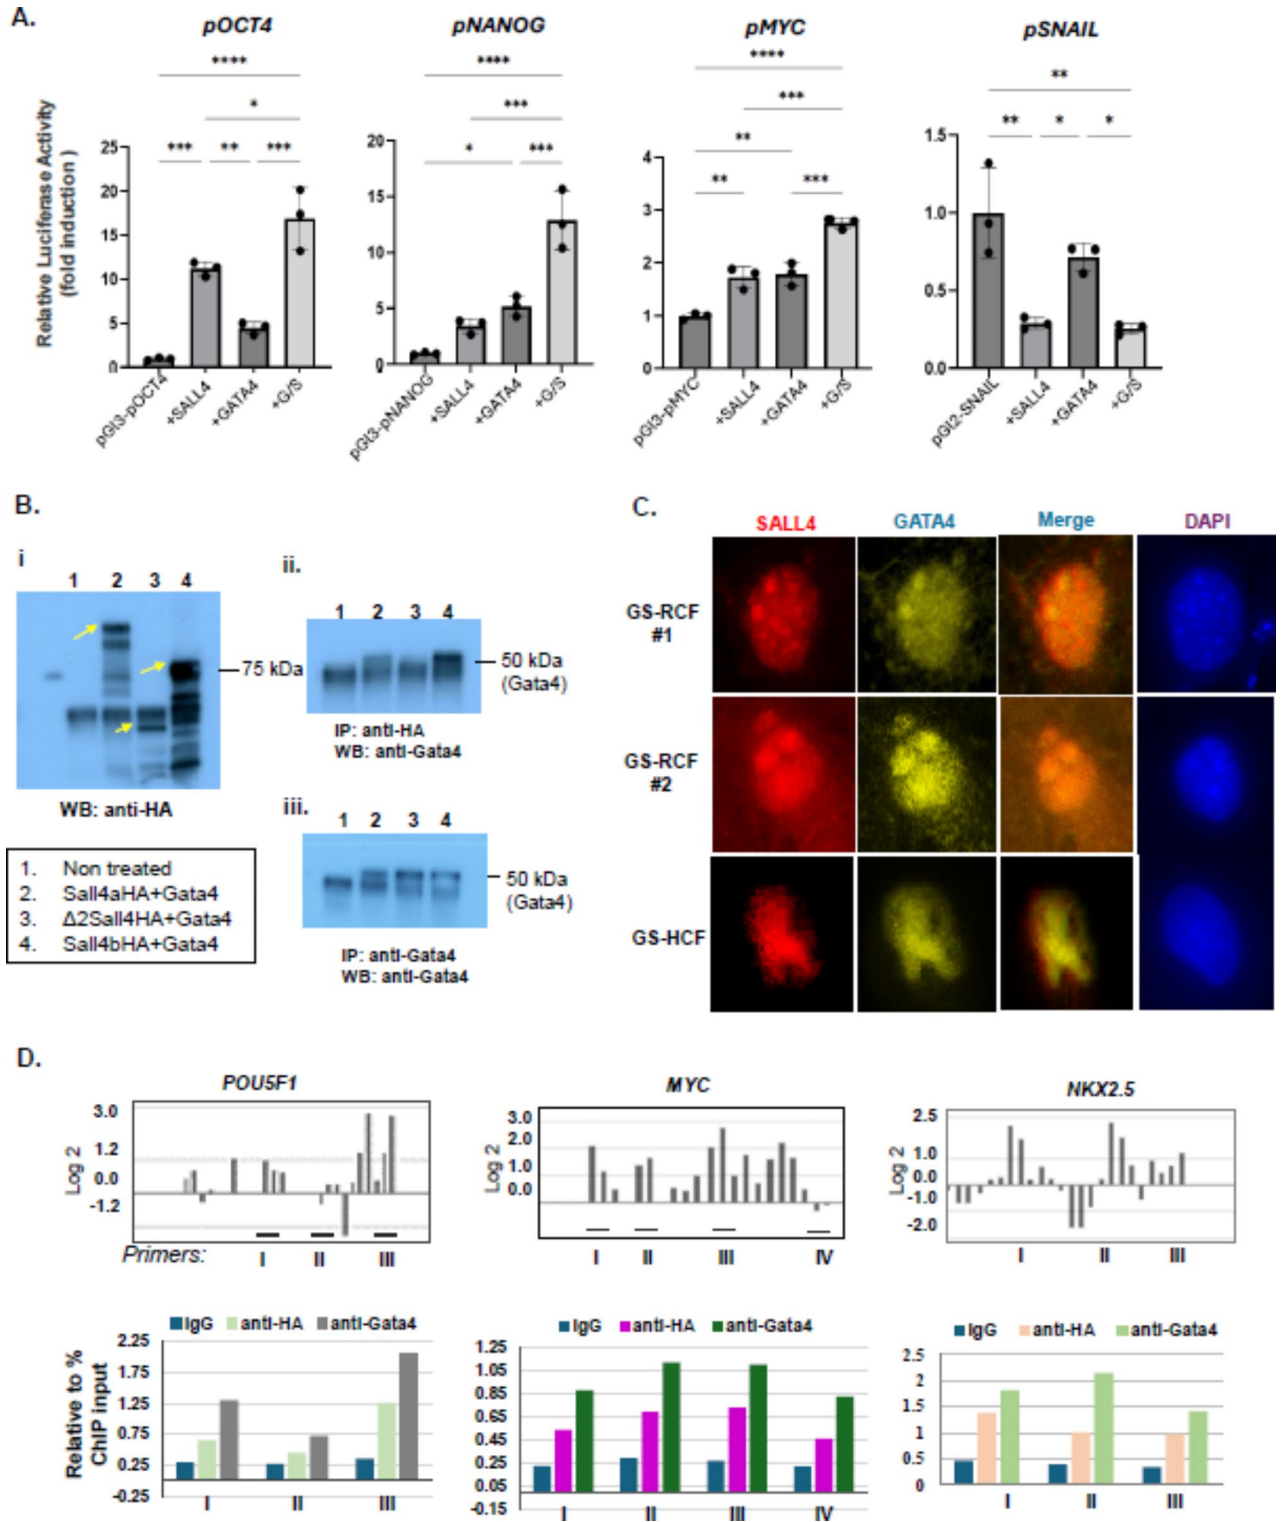 A.
pOCT4
pNANOG
pMYC
pSNAIL
****
*
***
**
***
****
***
*
***
****
***
**
**
***
**
**
*
*
Relative Luciferase Activity
(fold induction )
25
20
15
10
5
0
20
15
10
5
0
4
3
2
1
0
1.5
1.0
0.5
0.0
pGl3-pOCT4
+SALL4
+GATA4
+G/S
pGl3-pNANOG
+SALL4
+GATA4
+G/S
pGl3-pMYC
+SALL4
+GATA4
+G/S
pGl2-SNAIL
+SALL4
+GATA4
+G/S
B.
i
1 2 3 4
75 kDa
WB: anti-HA
ii.
1 2 3 4
50 kDa
(Gata4)
IP: anti-HA
WB: anti-Gata4
iii.
1 2 3 4
50 kDa
(Gata4)
IP: anti-Gata4
WB: anti-Gata4
1. Non treated
2. Sall4aHA+Gata4
3. Δ2Sall4HA+Gata4
4. Sall4bHA+Gata4
C.
SALL4 GATA4 Merge DAPI
GS-RCF
#1
GS-RCF
#2
GS-HCF
D.
POU5F1
MYC
NKX2.5
Log 2
3.0
1.2
0.0
-1.2
Primers:
I II III
Log 2
3.0
2.0
1.0
0.0
I II III IV
Log 2
2.5
1.0
-0.0
-1.0
-2.0
I II III
Relative to %
ChIP input
IgG anti-HA anti-Gata4
2.25
1.75
1.25
0.75
0.25
-0.25
I II III
IgG anti-HA anti-Gata4
1.25
1.05
0.85
0.65
0.45
0.25
0.05
-0.15
I II III IV
IgG anti-HA anti-Gata4
2.5
2
1.5
1
0.5
0
I II III